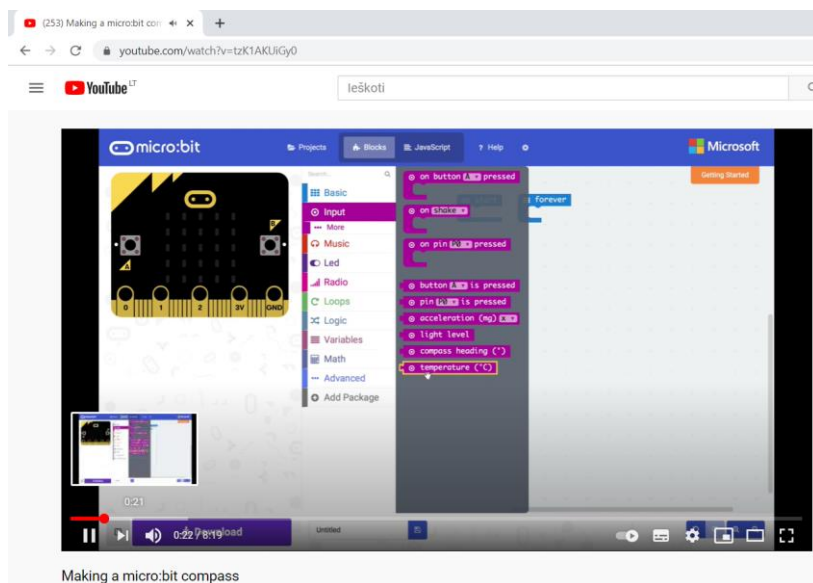 (253) Making a micro:bit com
youtube.com/watch?v=tzK1AKUiGy0
YouTube LT
Ieškoti
micro:bit
Projects
Blocks
JavaScript
? Help
Microsoft
Getting Started
Search...
Basic
Input
••• More
Music
Led
Radio
Loops
Logic
Variables
Math
••• Advanced
Add Package
on button A pressed
on shake
on pin P0 pressed
button A is pressed
pin P0 is pressed
acceleration (mg) x
light level
compass heading (°)
temperature (°C)
forever
A
B
0 1 2 3V GND
0:21
0:22 / 8:19
Download
Untitled
Making a micro:bit compass